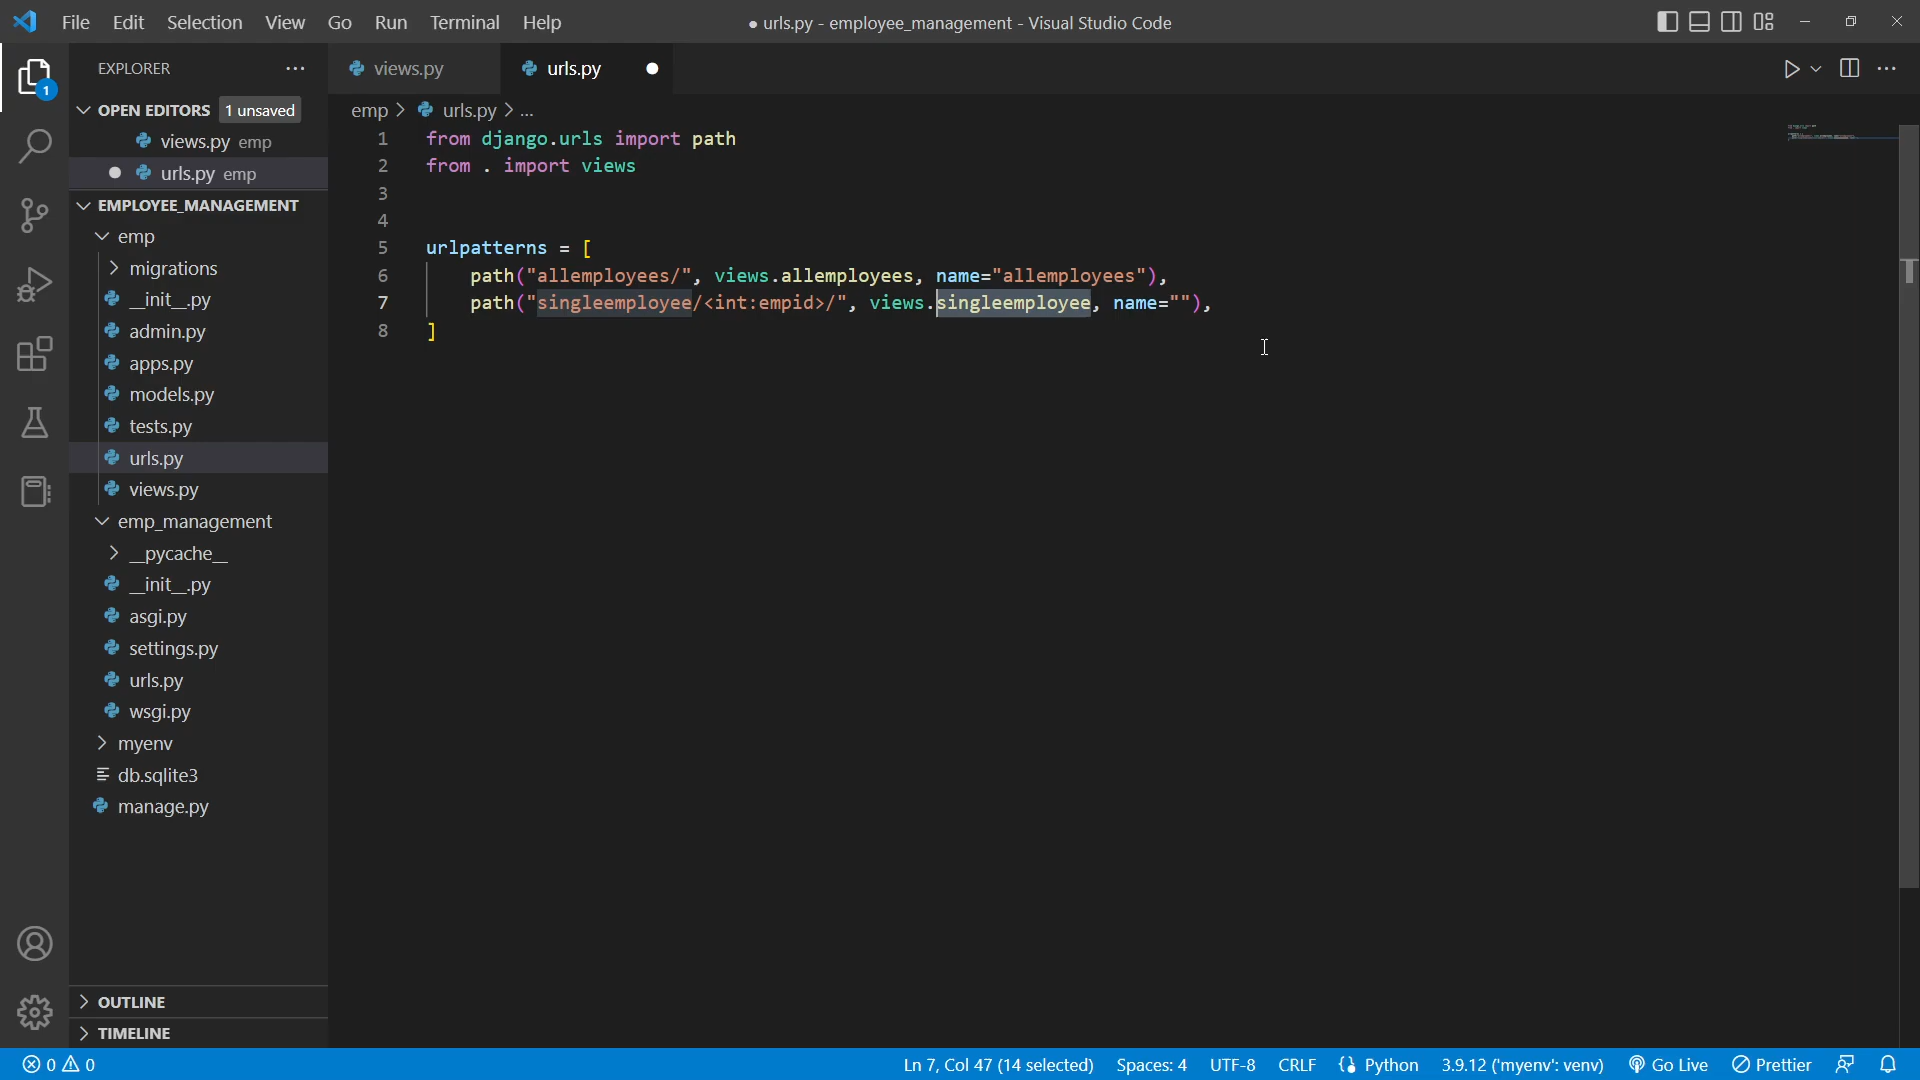 File Edit Selection View Go Run Terminal Help
● urls.py - employee_management - Visual Studio Code
EXPLORER
OPEN EDITORS 1 unsaved
views.py emp
urls.py emp
EMPLOYEE_MANAGEMENT
emp
migrations
__init__.py
admin.py
apps.py
models.py
tests.py
urls.py
views.py
emp_management
__pycache__
__init__.py
asgi.py
settings.py
urls.py
wsgi.py
myenv
db.sqlite3
manage.py
OUTLINE
TIMELINE
1
views.py urls.py
emp > urls.py > ...
1 from django.urls import path
2 from . import views
3
4
5 urlpatterns = [
6 path("allemployees/", views.allemployees, name="allemployees"),
7 path("singleemployee/<int:empid>/", views.singleemployee, name=""),
8 ]
0 0 Ln 7, Col 47 (14 selected) Spaces: 4 UTF-8 CRLF Python 3.9.12 ('myenv': venv) Go Live Prettier